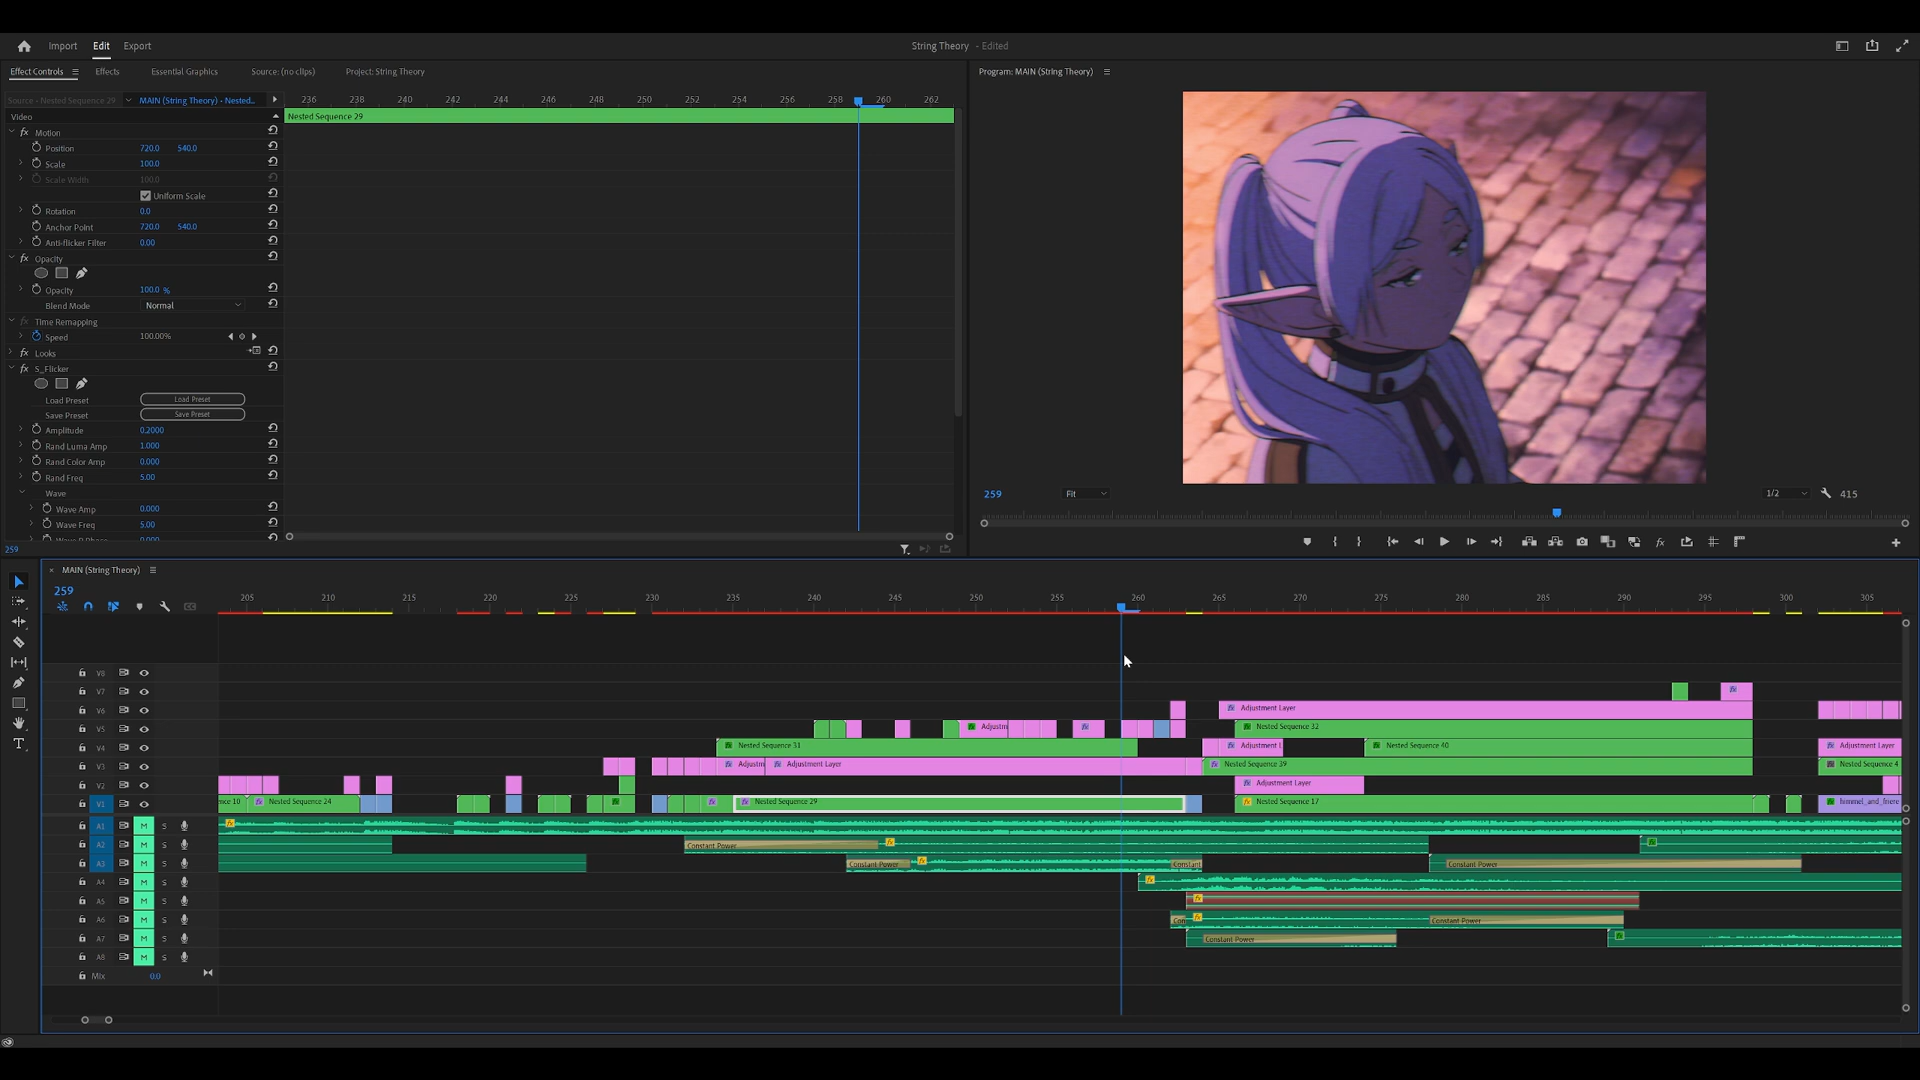 Import Edit Export
String Theory - Edited
Effect Controls Effects Essential Graphics Source: (no clips) Project: String Theory
Program: MAIN (String Theory)
Source - Nested Sequence 29 MAIN (String Theory) - Nested...
236 238 240 242 244 246 248 250 252 254 256 258 260 262
Video
Nested Sequence 29
fx Motion
Position 720.0 540.0
Scale 100.0
Scale Width 100.0
Uniform Scale
Rotation 0.0
Anchor Point 720.0 540.0
Anti-flicker Filter 0.00
fx Opacity
Opacity 100.0 %
Blend Mode Normal
fx Time Remapping
Speed 100.00%
fx Looks
fx S_Flicker
Load Preset Load Preset
Save Preset Save Preset
Amplitude 0.2000
Rand Luma Amp 1.000
Rand Color Amp 0.000
Rand Freq 5.00
Wave
Wave Amp 0.000
Wave Freq 5.00
259
259 Fit 1/2 415
MAIN (String Theory)
259
205 210 215 220 225 230 235 240 245 250 255 260 265 270 275 280 285 290 295 300 305
V8
V7
V6 Adjustment Layer
V5 Adjustm Nested Sequence 32
V4 Nested Sequence 31 Adjustment L Nested Sequence 40 Adjustment Layer
V3 Adjustm Adjustment Layer Nested Sequence 39 Nested Sequence 4
V2 Adjustment Layer
V1 nce 10 Nested Sequence 24 Nested Sequence 29 Nested Sequence 17 himmel_and_friere
A1 M S
A2 M S Constant Power
A3 M S Constant Power Constant Constant Power
A4 M S
A5 M S
A6 M S Con Constant Power
A7 M S Constant Power
A8 M S
Mix 0.0